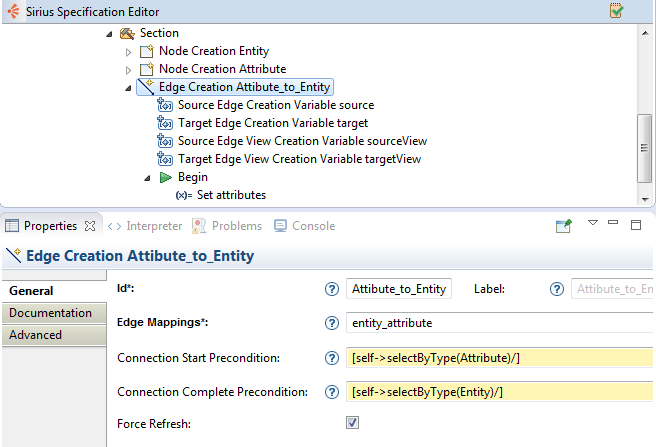 Sirius Specification Editor
Section
Node Creation Entity
Node Creation Attribute
Edge Creation Attibute_to_Entity
Source Edge Creation Variable source
Target Edge Creation Variable target
Source Edge View Creation Variable sourceView
Target Edge View Creation Variable targetView
Begin
(x)= Set attributes
Properties Interpreter Problems Console
Edge Creation Attibute_to_Entity
General
Documentation
Advanced
Id*: Attibute_to_Entity Label: Attibute_to_En
Edge Mappings*: entity_attribute
Connection Start Precondition: [self->selectByType(Attribute)/]
Connection Complete Precondition: [self->selectByType(Entity)/]
Force Refresh: